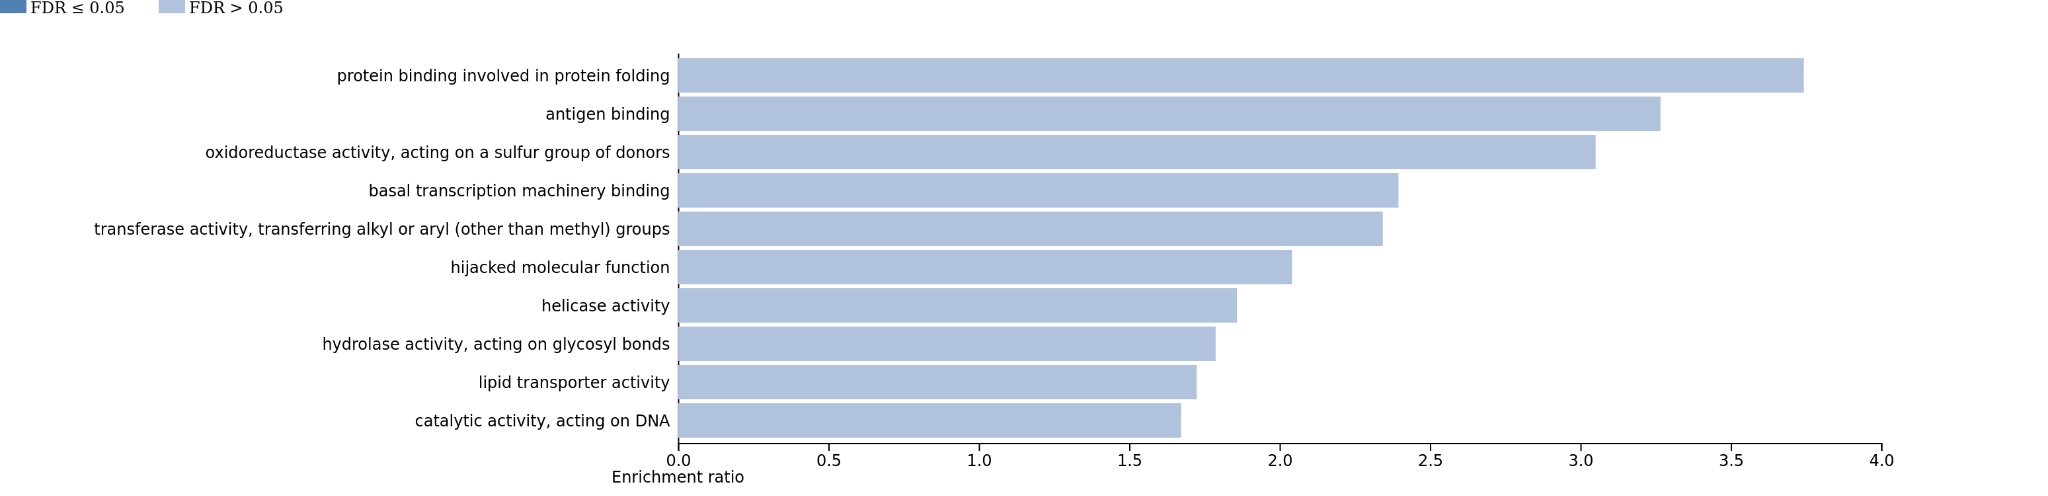 FDR ≤ 0.05 FDR > 0.05
protein binding involved in protein folding
antigen binding
oxidoreductase activity, acting on a sulfur group of donors
basal transcription machinery binding
transferase activity, transferring alkyl or aryl (other than methyl) groups
hijacked molecular function
helicase activity
hydrolase activity, acting on glycosyl bonds
lipid transporter activity
catalytic activity, acting on DNA
0.0 0.5 1.0 1.5 2.0 2.5 3.0 3.5 4.0
Enrichment ratio